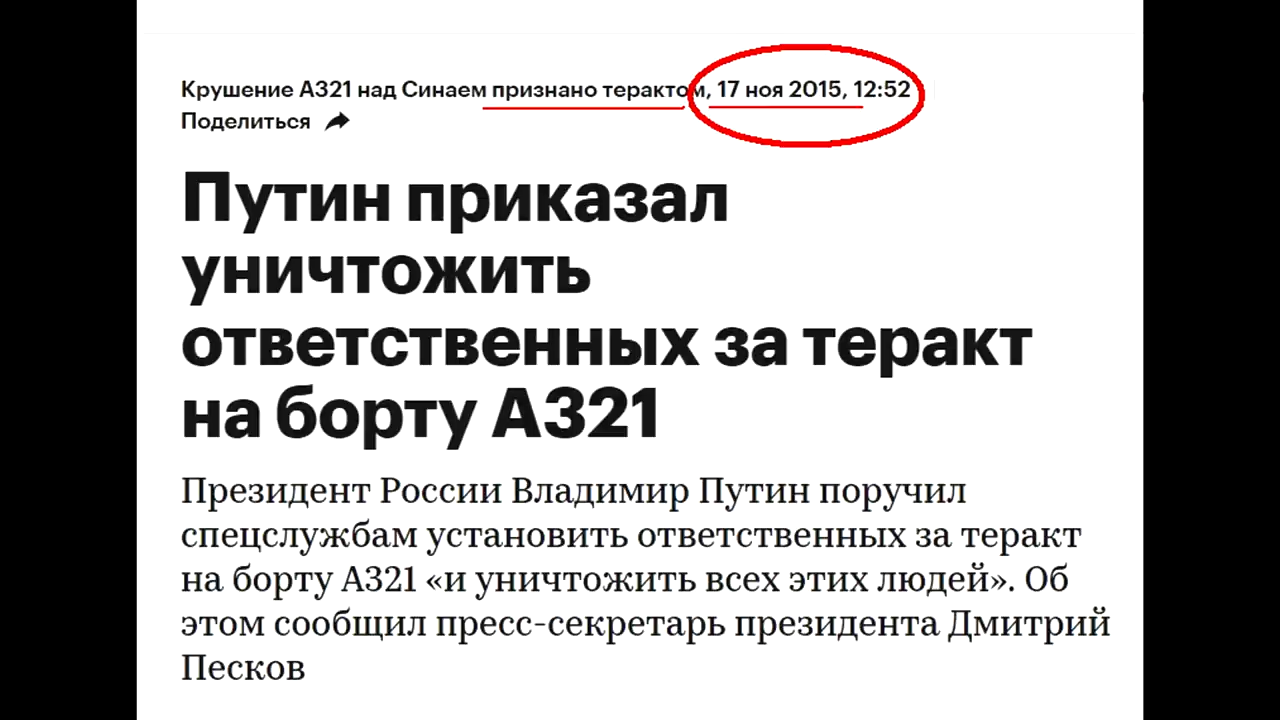 Крушение А321 над Синаем признано терактом, 17 ноя 2015, 12:52
Поделиться
Путин приказал
уничтожить
ответственных за теракт
на борту А321
Президент России Владимир Путин поручил
спецслужбам установить ответственных за теракт
на борту А321 «и уничтожить всех этих людей». Об
этом сообщил пресс-секретарь президента Дмитрий
Песков